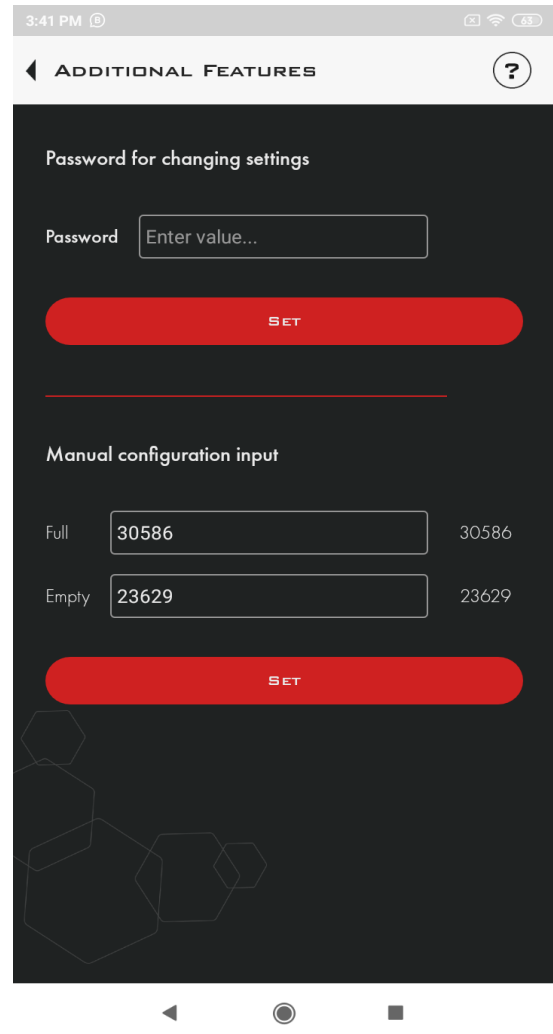 3:41 PM B
63
ADDITIONAL FEATURES
?
Password for changing settings
Password Enter value...
SET
Manual configuration input
Full 30586 30586
Empty 23629 23629
SET